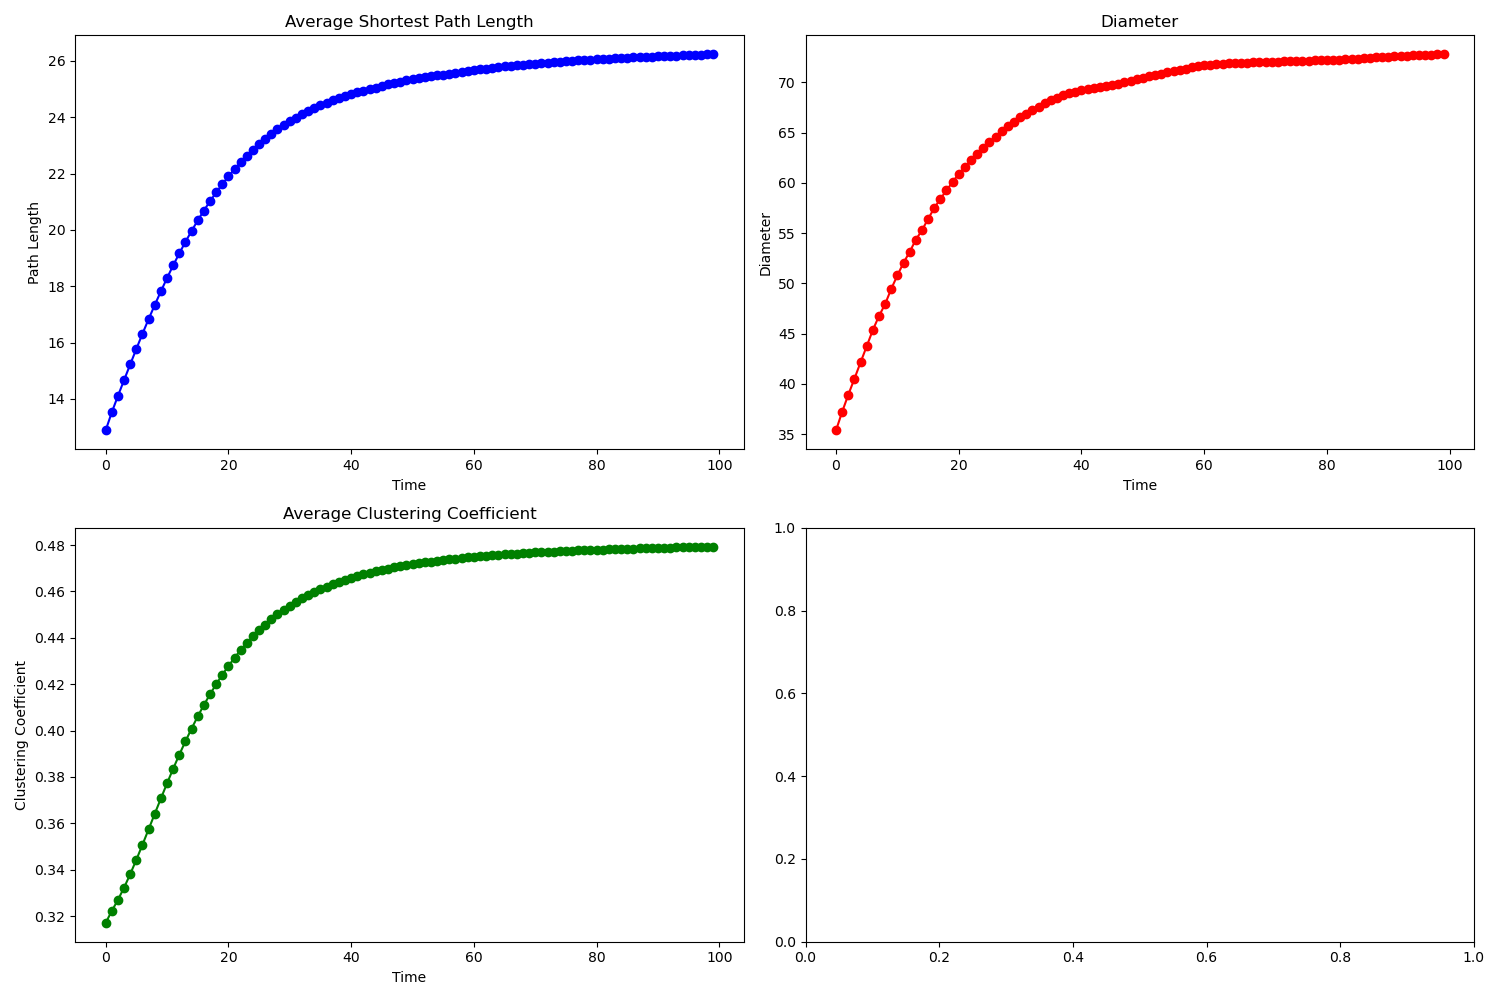 Average Shortest Path Length
26
24
22
20
18
16
14
Path Length
0 20 40 60 80 100
Time
Diameter
70
65
60
55
50
45
40
35
Diameter
0 20 40 60 80 100
Time
Average Clustering Coefficient
0.48
0.46
0.44
0.42
0.40
0.38
0.36
0.34
0.32
Clustering Coefficient
0 20 40 60 80 100
Time
1.0
0.8
0.6
0.4
0.2
0.0
0.0 0.2 0.4 0.6 0.8 1.0